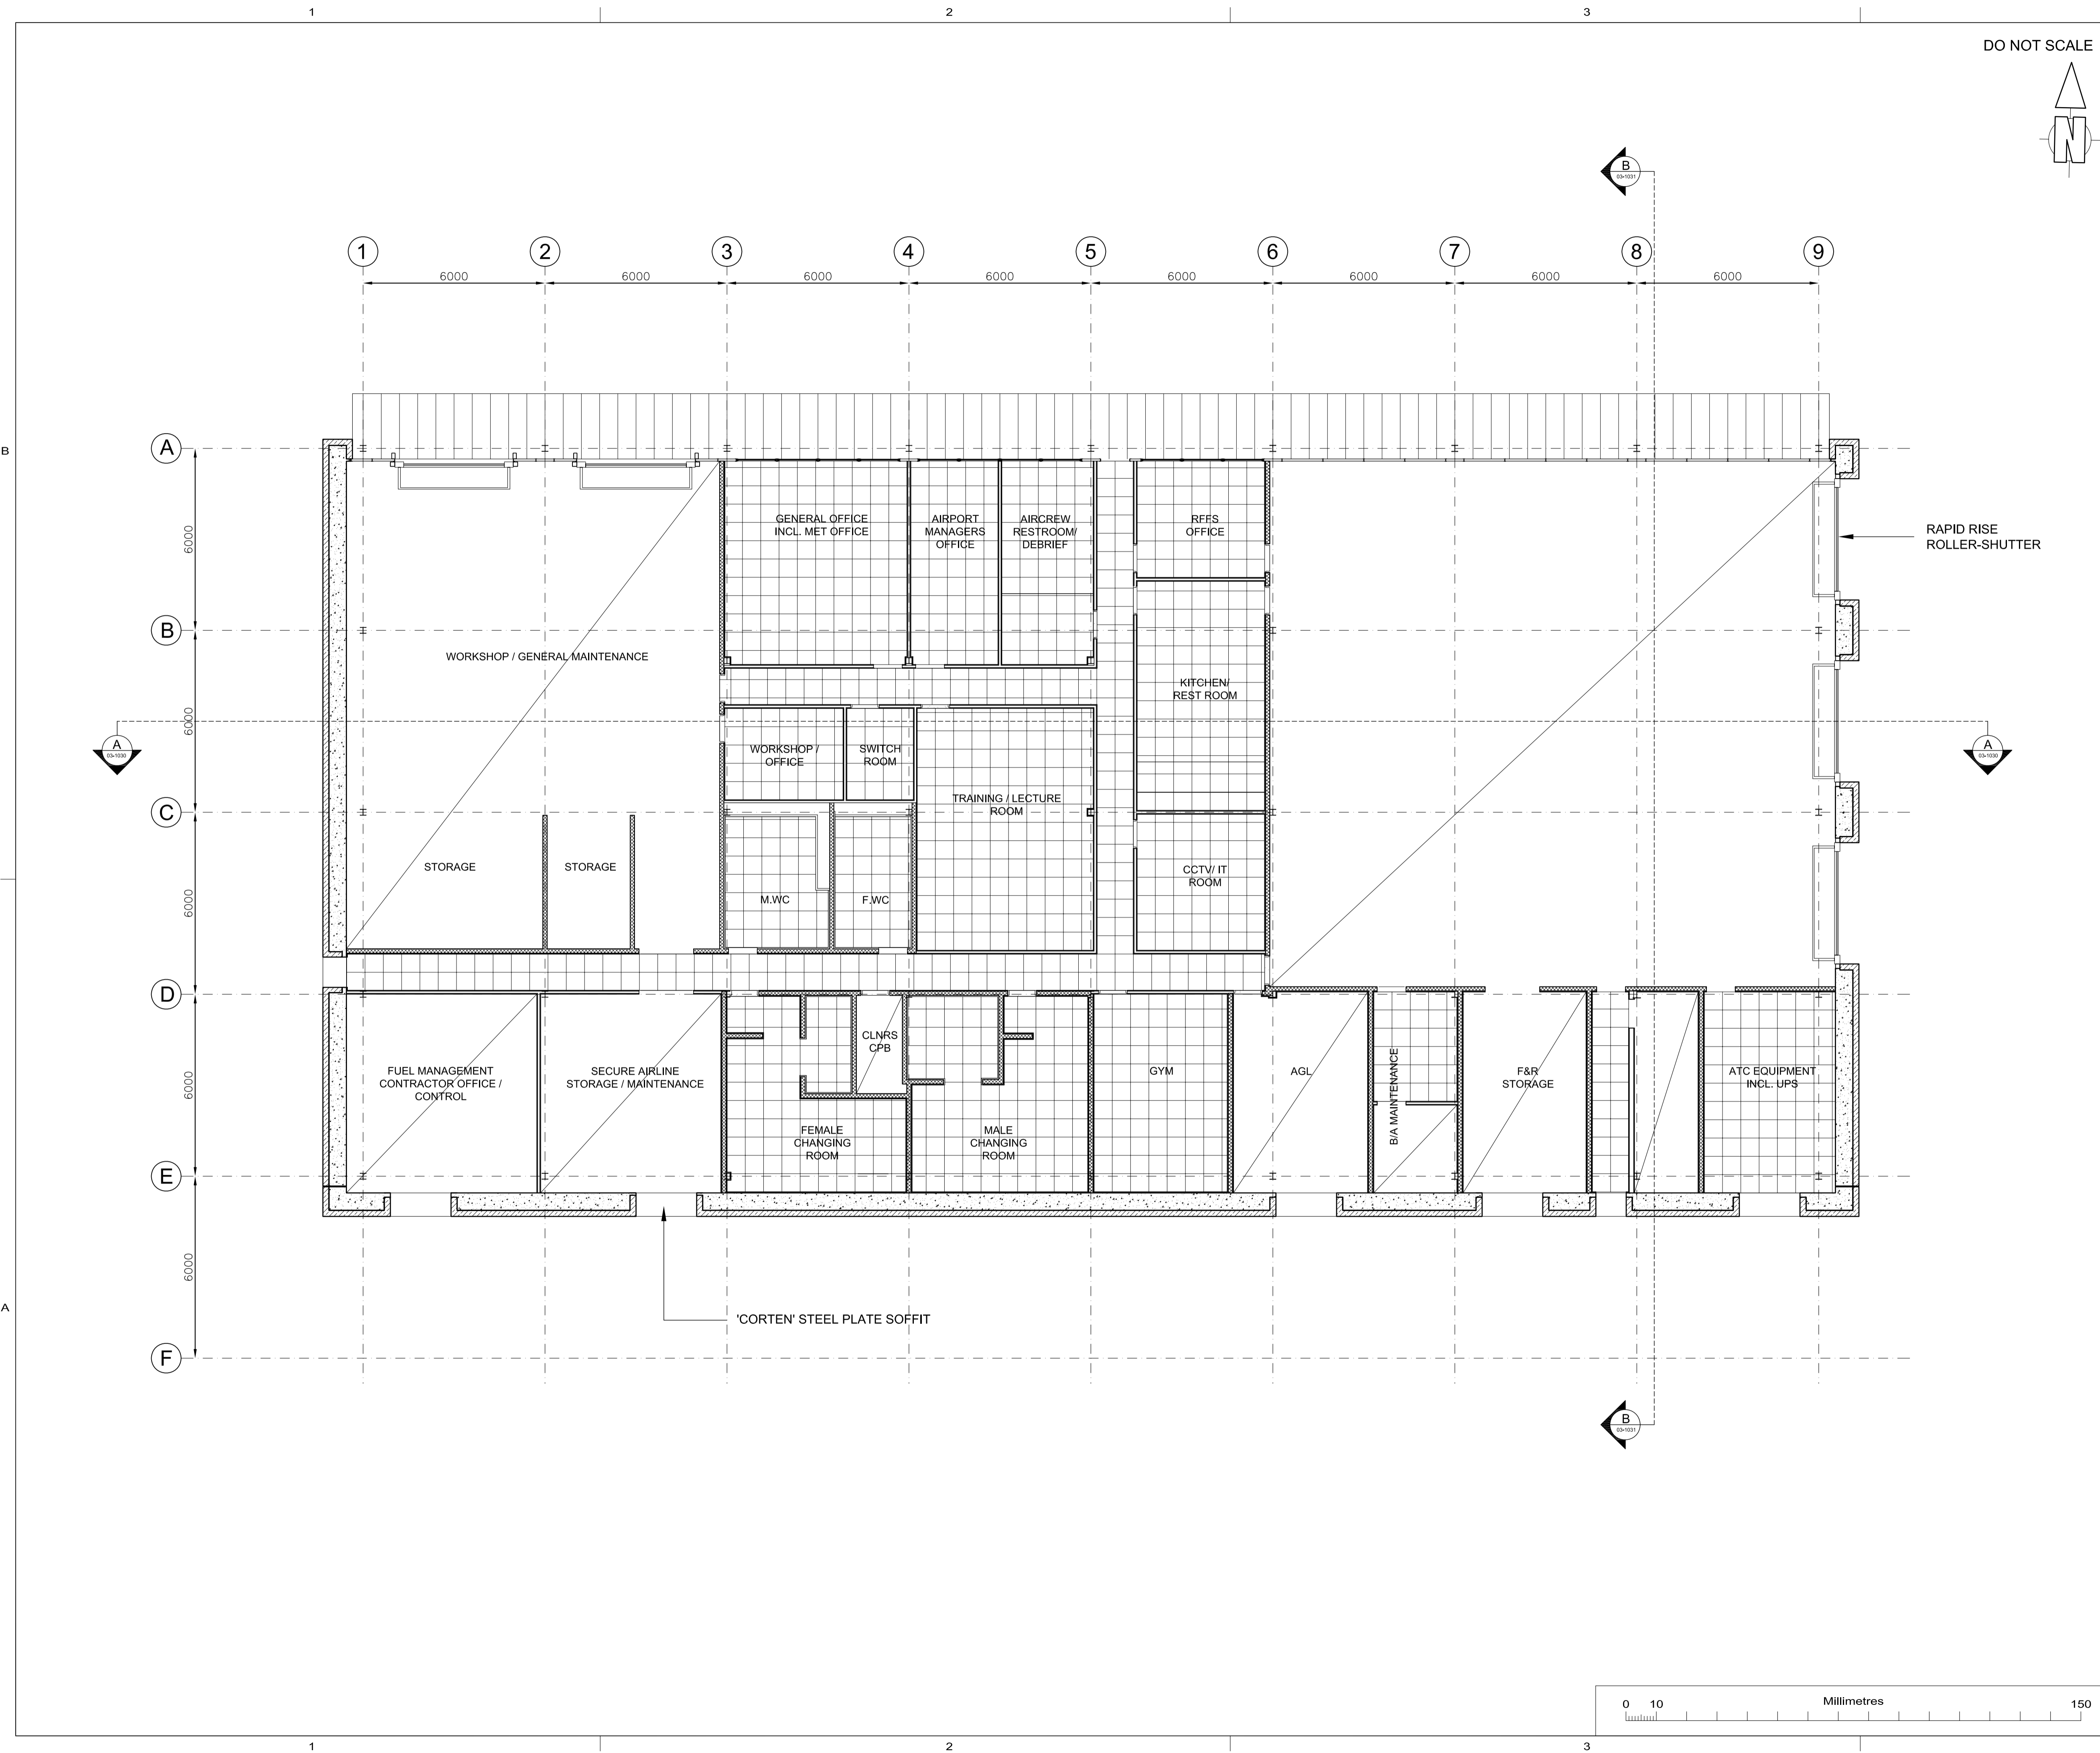 1
2
3
DO NOT SCALE
N
B
03-1031
1
2
3
4
5
6
7
8
9
6000
6000
6000
6000
6000
6000
6000
6000
A
B
C
D
E
F
6000
6000
6000
6000
6000
B
A
GENERAL OFFICE
INCL. MET OFFICE
AIRPORT
MANAGERS
OFFICE
AIRCREW
RESTROOM/
DEBRIEF
RFFS
OFFICE
RAPID RISE
ROLLER-SHUTTER
WORKSHOP / GENERAL MAINTENANCE
KITCHEN/
REST ROOM
A
03-1030
WORKSHOP /
OFFICE
SWITCH
ROOM
A
03-1030
TRAINING / LECTURE
ROOM
STORAGE
STORAGE
M.WC
F.WC
CCTV/ IT
ROOM
FUEL MANAGEMENT
CONTRACTOR OFFICE /
CONTROL
SECURE AIRLINE
STORAGE / MAINTENANCE
CLNRS
CPB
FEMALE
CHANGING
ROOM
MALE
CHANGING
ROOM
GYM
AGL
B/A MAINTENANCE
F&R
STORAGE
ATC EQUIPMENT
INCL. UPS
'CORTEN' STEEL PLATE SOFFIT
B
03-1031
0 10 Millimetres 150
1
2
3